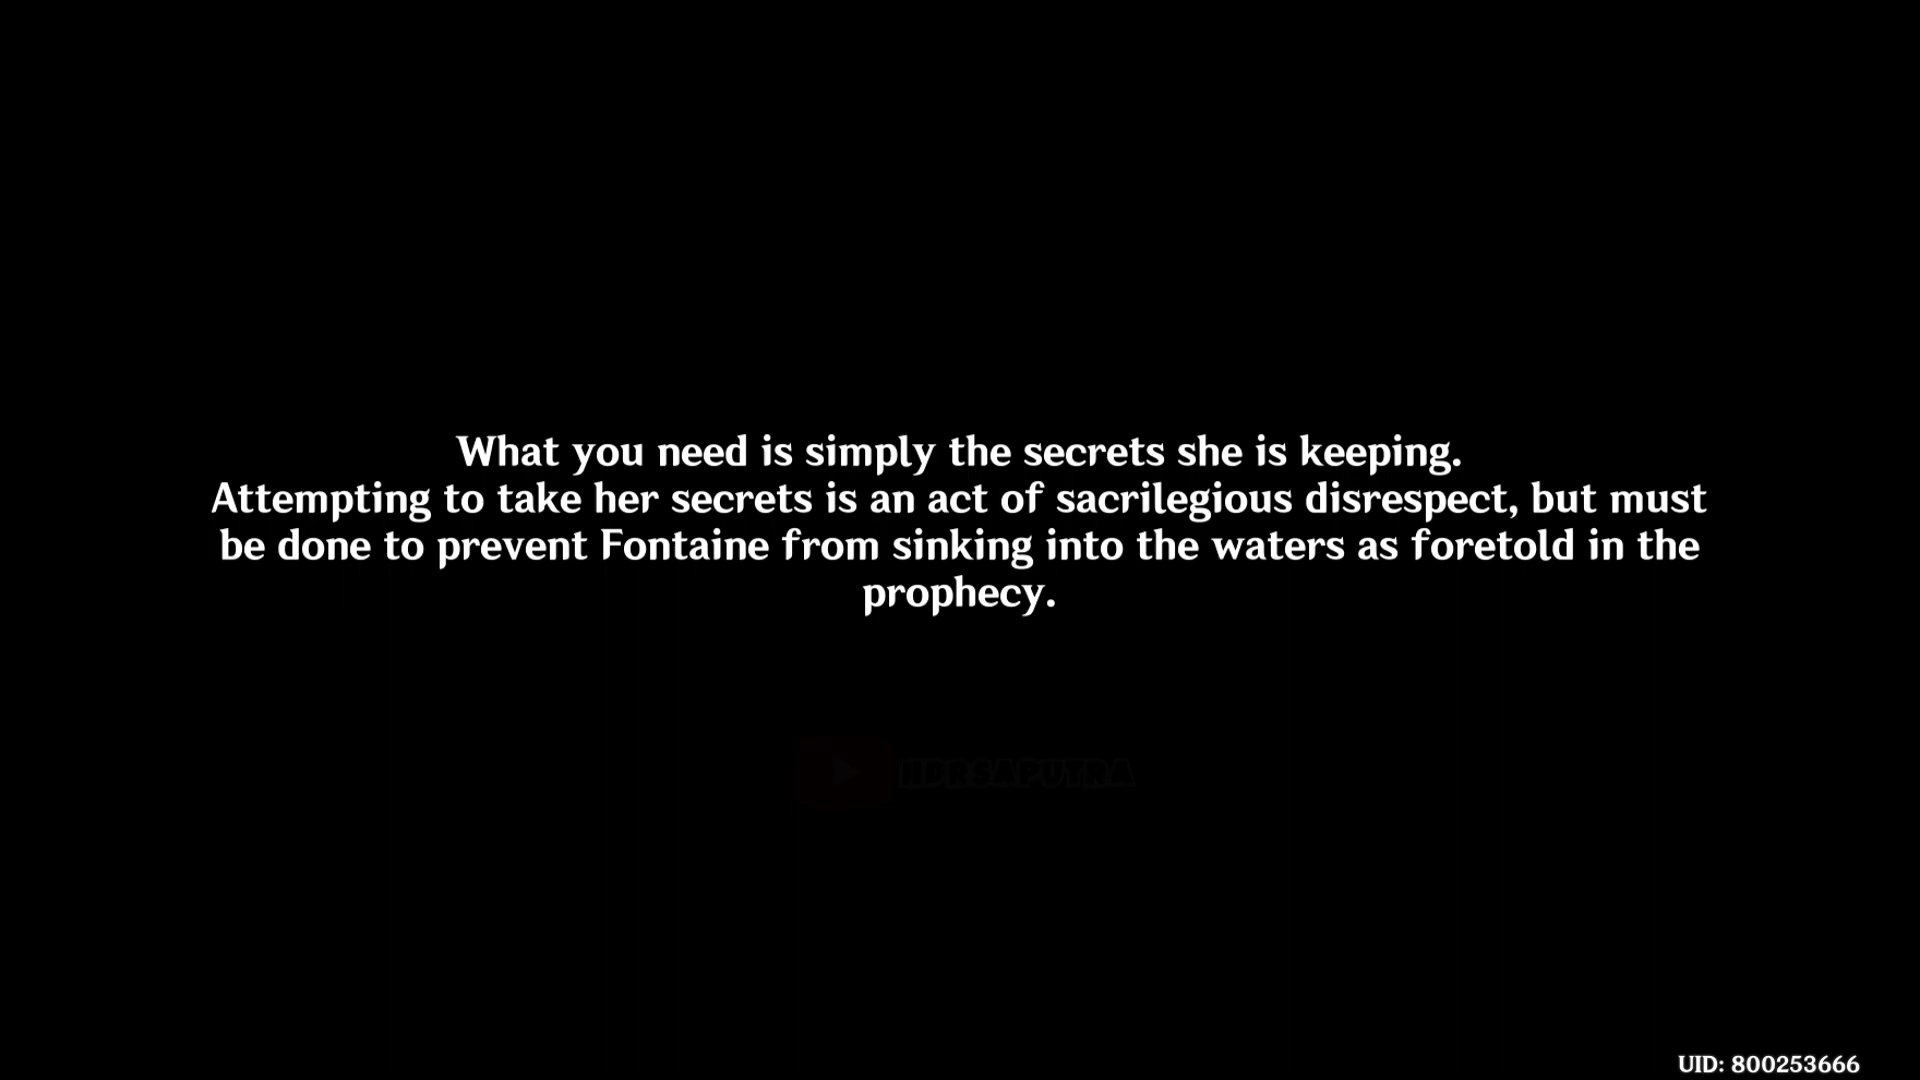 What you need is simply the secrets she is keeping.
Attempting to take her secrets is an act of sacrilegious disrespect, but must
be done to prevent Fontaine from sinking into the waters as foretold in the
prophecy.
HDRSAPUTRA
UID: 800253666